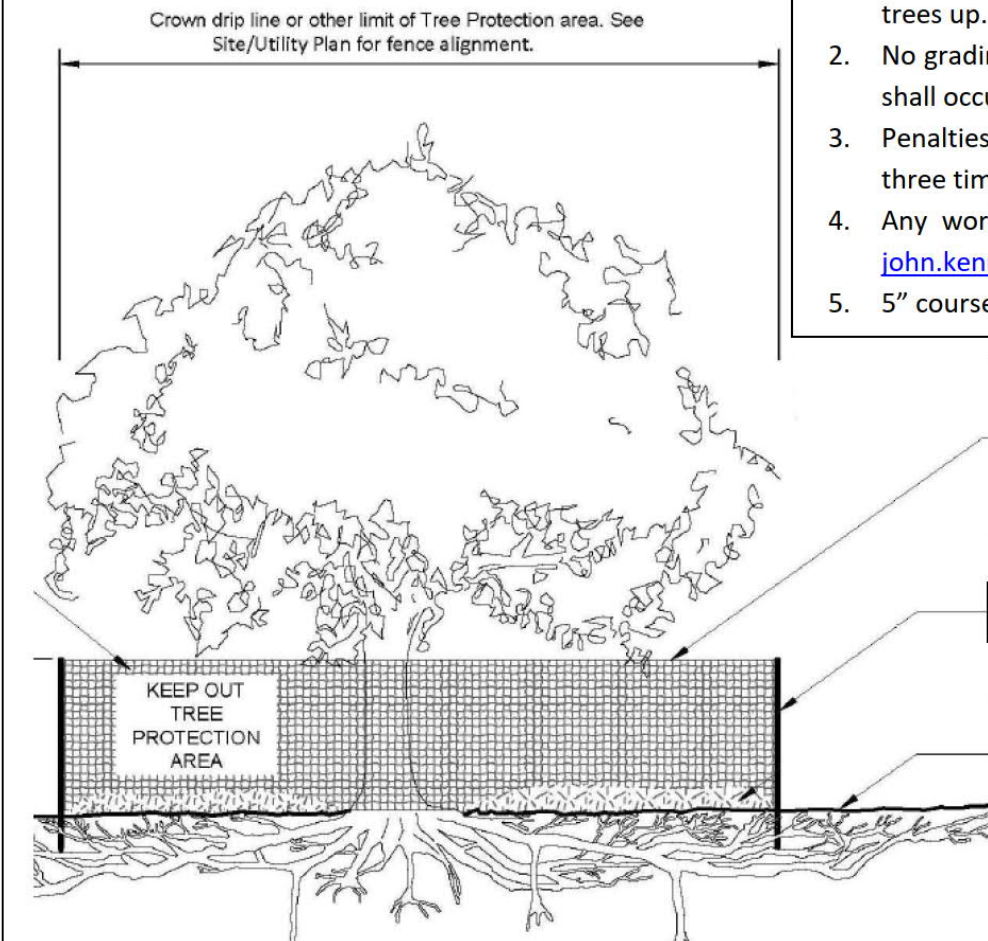 Crown drip line or other limit of Tree Protection area. See
Site/Utility Plan for fence alignment.
trees up.
2. No gradin
shall occu
3. Penalties
three tim
4. Any wor
john.ken
5. 5” course
KEEP OUT
TREE
PROTECTION
AREA